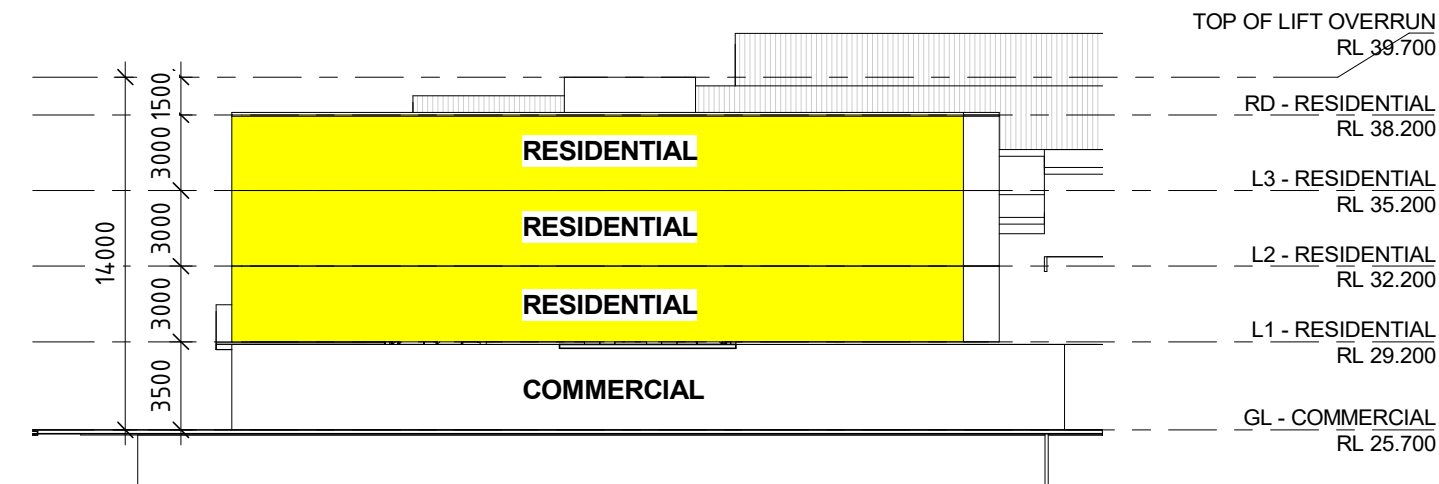 TOP OF LIFT OVERRUN
RL 39.700
1500
RD - RESIDENTIAL
RL 38.200
3000
RESIDENTIAL
L3 - RESIDENTIAL
RL 35.200
14000
3000
RESIDENTIAL
L2 - RESIDENTIAL
RL 32.200
3000
RESIDENTIAL
L1 - RESIDENTIAL
RL 29.200
3500
COMMERCIAL
GL - COMMERCIAL
RL 25.700